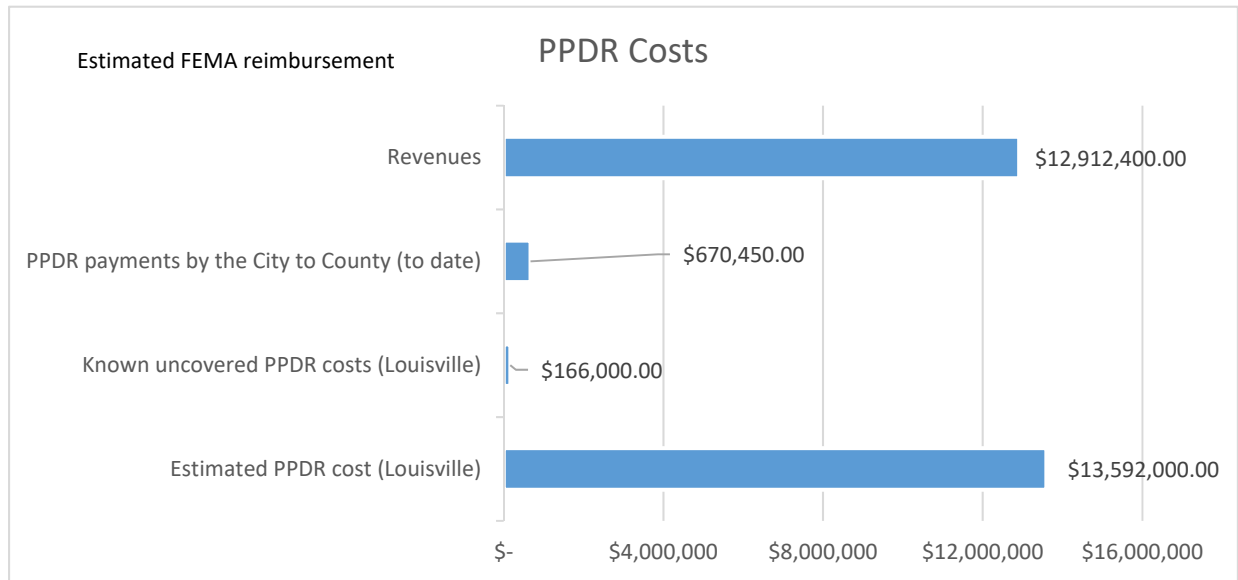 Estimated FEMA reimbursement
PPDR Costs
Revenues
$12,912,400.00
PPDR payments by the City to County (to date)
$670,450.00
Known uncovered PPDR costs (Louisville)
$166,000.00
Estimated PPDR cost (Louisville)
$13,592,000.00
$-
$4,000,000
$8,000,000
$12,000,000
$16,000,000